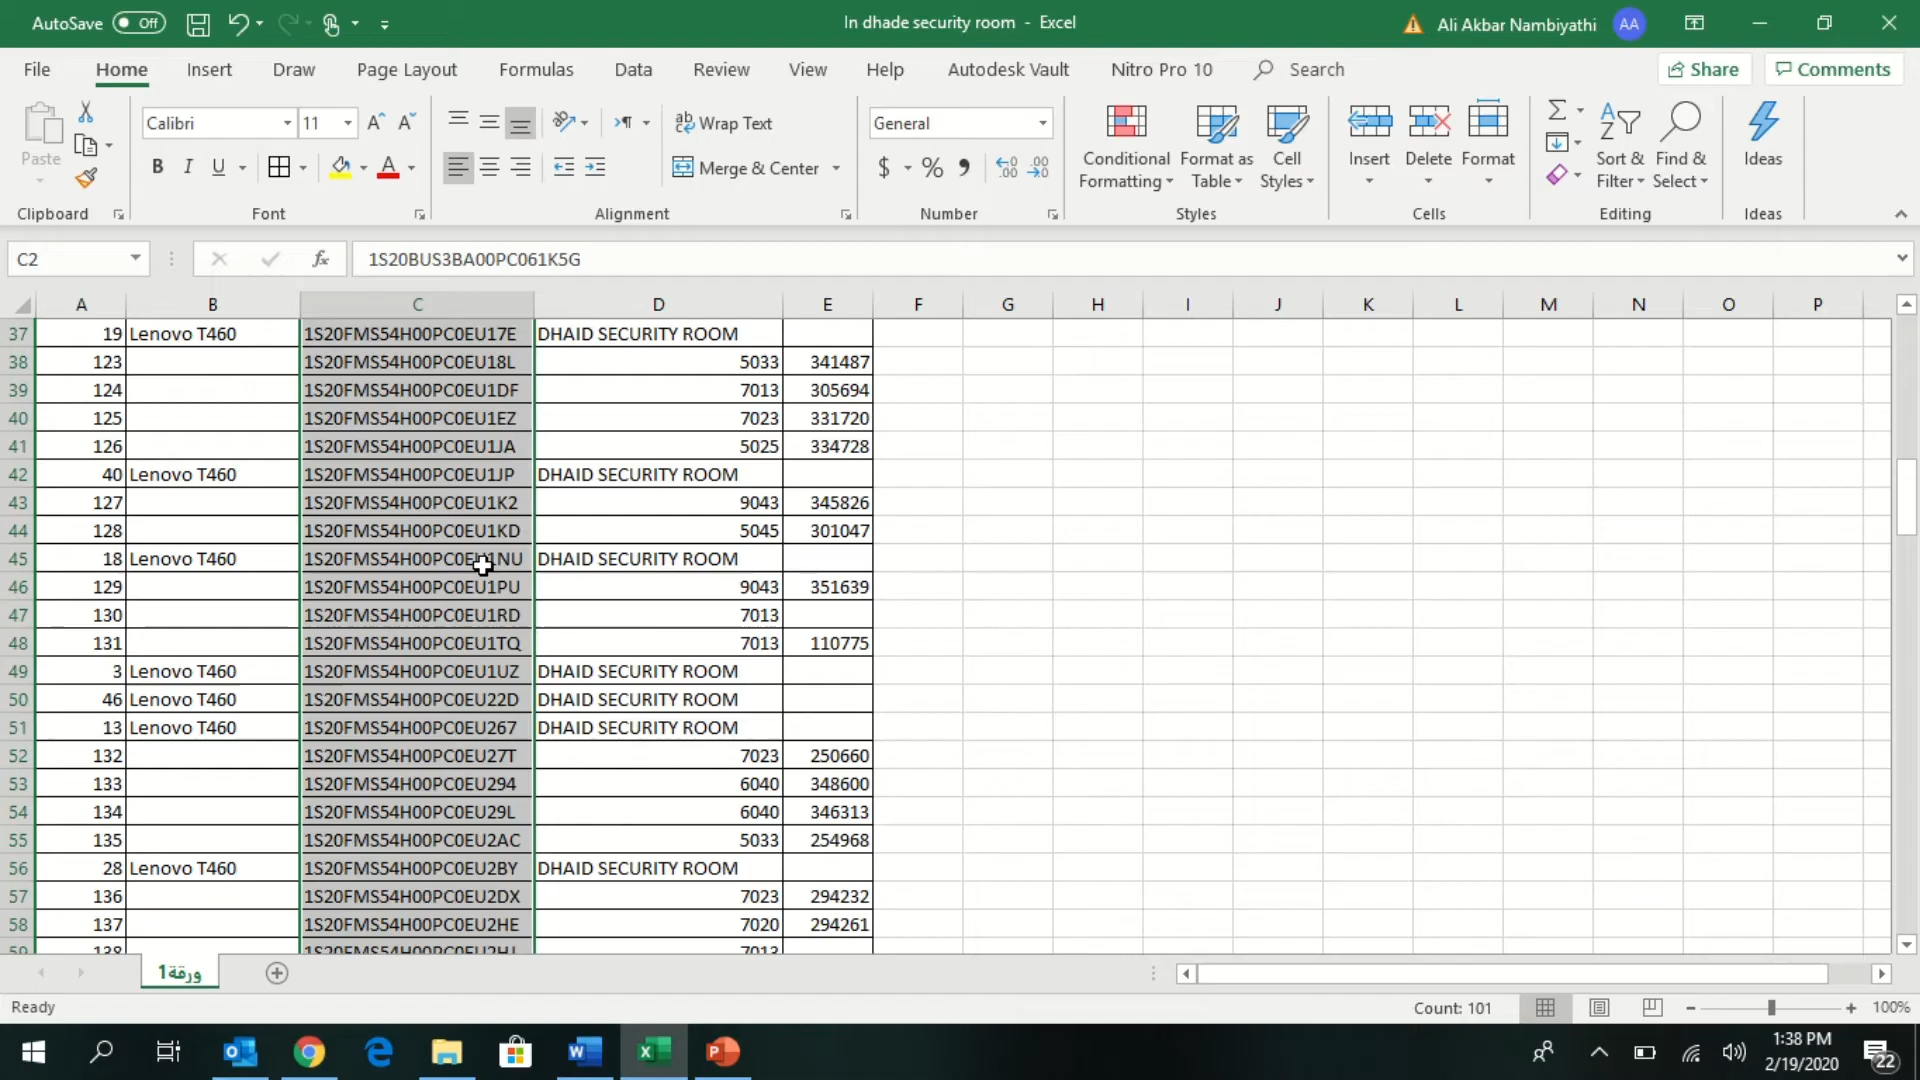 AutoSave Off In dhade security room - Excel Ali Akbar Nambiyathi AA
File Home Insert Draw Page Layout Formulas Data Review View Help Autodesk Vault Nitro Pro 10 Search Share Comments
Paste Calibri 11 Wrap Text General Conditional Formatting Format as Table Cell Styles Insert Delete Format Sort & Filter Find & Select Ideas
B I U A Merge & Center $ % 9
Clipboard Font Alignment Number Styles Cells Editing Ideas
C2 fx 1S20BUS3BA00PC061K5G
A B C D E F G H I J K L M N O P
37 19 Lenovo T460 1S20FMS54H00PC0EU17E DHAID SECURITY ROOM
38 123 1S20FMS54H00PC0EU18L 5033 341487
39 124 1S20FMS54H00PC0EU1DF 7013 305694
40 125 1S20FMS54H00PC0EU1EZ 7023 331720
41 126 1S20FMS54H00PC0EU1JA 5025 334728
42 40 Lenovo T460 1S20FMS54H00PC0EU1JP DHAID SECURITY ROOM
43 127 1S20FMS54H00PC0EU1K2 9043 345826
44 128 1S20FMS54H00PC0EU1KD 5045 301047
45 18 Lenovo T460 1S20FMS54H00PC0EU1NU DHAID SECURITY ROOM
46 129 1S20FMS54H00PC0EU1PU 9043 351639
47 130 1S20FMS54H00PC0EU1RD 7013
48 131 1S20FMS54H00PC0EU1TQ 7013 110775
49 3 Lenovo T460 1S20FMS54H00PC0EU1UZ DHAID SECURITY ROOM
50 46 Lenovo T460 1S20FMS54H00PC0EU22D DHAID SECURITY ROOM
51 13 Lenovo T460 1S20FMS54H00PC0EU267 DHAID SECURITY ROOM
52 132 1S20FMS54H00PC0EU27T 7023 250660
53 133 1S20FMS54H00PC0EU294 6040 348600
54 134 1S20FMS54H00PC0EU29L 6040 346313
55 135 1S20FMS54H00PC0EU2AC 5033 254968
56 28 Lenovo T460 1S20FMS54H00PC0EU2BY DHAID SECURITY ROOM
57 136 1S20FMS54H00PC0EU2DX 7023 294232
58 137 1S20FMS54H00PC0EU2HE 7020 294261
59 138 1S20FMS54H00PC0EU2HJ 7013
ورقة1
Ready Count: 101 100%
1:38 PM
2/19/2020
22